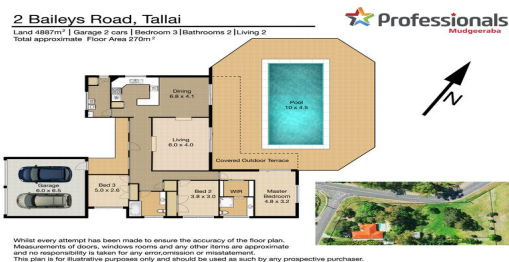 2 Baileys Road, Tallai
Land 4887m² | Garage 2 cars | Bedroom 3 | Bathrooms 2 | Living 2
Total approximate Floor Area 270m²
Professionals
Mudgeeraba
N
Dining
6.8 x 4.1
Pool
10 x 4.5
Living
6.0 x 4.0
Covered Outdoor Terrace
Garage
6.0 x 6.5
Bed 3
5.0 x 2.6
Bed 2
3.8 x 3.0
WIR
Master
Bedroom
4.8 x 3.2
Whilst every attempt has been made to ensure the accuracy of the floor plan.
Measurements of doors, windows rooms and any other items are approximate
and no responsibility is taken for any error,omission or misstatement.
This plan is for illustrative purposes only and should be used as such by any prospective purchaser.